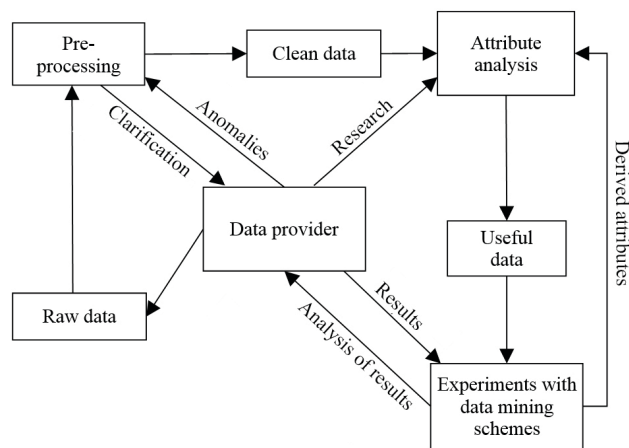 Pre-
processing
Clean data
Attribute
analysis
Clarification
Anomalies
Research
Derived attributes
Data provider
Useful
data
Raw data
Results
Analysis of results
Experiments with
data mining
schemes